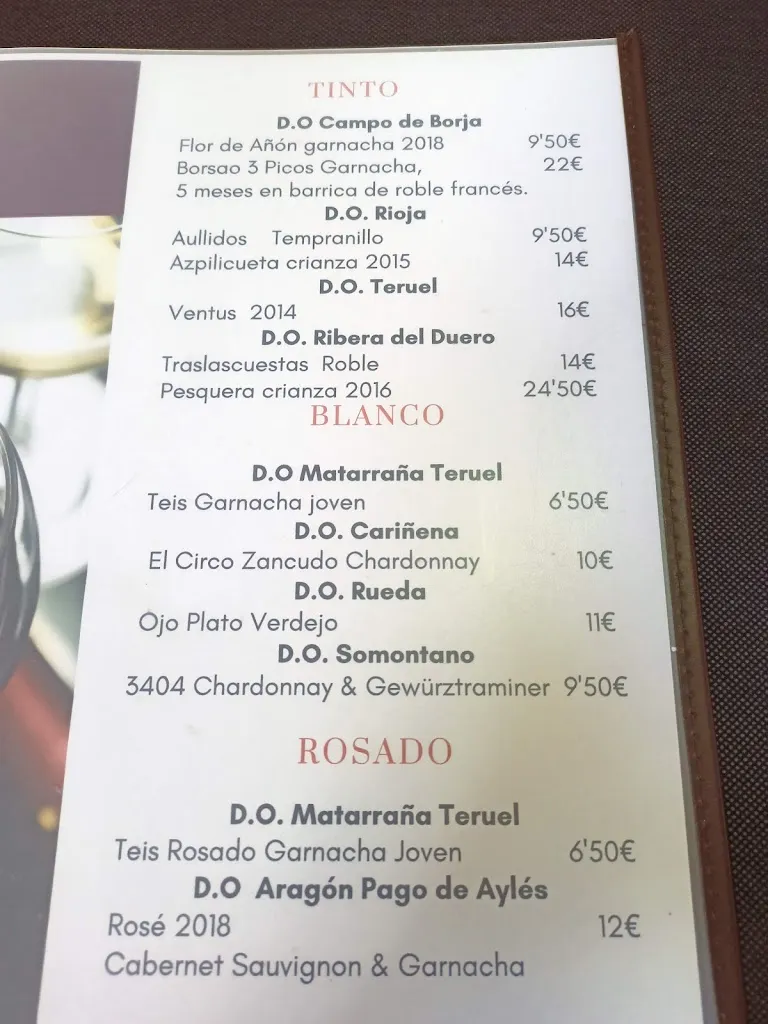 TINTO
D.O Campo de Borja
Flor de Añón garnacha 2018 9'50€
Borsao 3 Picos Garnacha, 22€
5 meses en barrica de roble francés.
D.O. Rioja
Aullidos Tempranillo 9'50€
Azpilicueta crianza 2015 14€
D.O. Teruel
Ventus 2014 16€
D.O. Ribera del Duero
Traslascuestas Roble 14€
Pesquera crianza 2016 24'50€
BLANCO
D.O Matarraña Teruel
Teis Garnacha joven 6'50€
D.O. Cariñena
El Circo Zancudo Chardonnay 10€
D.O. Rueda
Ojo Plato Verdejo 11€
D.O. Somontano
3404 Chardonnay & Gewürztraminer 9'50€
ROSADO
D.O. Matarraña Teruel
Teis Rosado Garnacha Joven 6'50€
D.O Aragón Pago de Aylés
Rosé 2018 12€
Cabernet Sauvignon & Garnacha